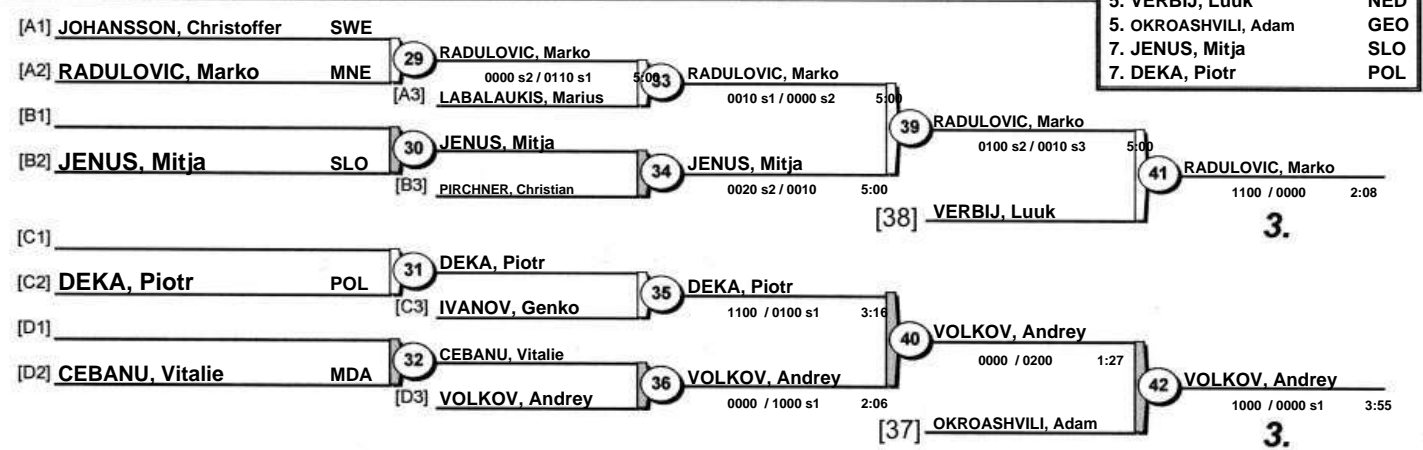 5. VERBIJ, Luuk NED
5. OKROASHVILI, Adam GEO
7. JENUS, Mitja SLO
7. DEKA, Piotr POL
[A1] JOHANSSON, Christoffer SWE
[A2] RADULOVIC, Marko MNE
29 RADULOVIC, Marko
0000 s2 / 0110 s1 5:00
[A3] LABALAUKIS, Marius
33 RADULOVIC, Marko
0010 s1 / 0000 s2 5:00
[B1]
[B2] JENUS, Mitja SLO
30 JENUS, Mitja
[B3] PIRCHNER, Christian
34 JENUS, Mitja
0020 s2 / 0010 5:00
39 RADULOVIC, Marko
0100 s2 / 0010 s3 5:00
[38] VERBIJ, Luuk
41 RADULOVIC, Marko
1100 / 0000 2:08
3.
[C1]
[C2] DEKA, Piotr POL
31 DEKA, Piotr
[C3] IVANOV, Genko
35 DEKA, Piotr
1100 / 0100 s1 3:16
[D1]
[D2] CEBANU, Vitalie MDA
32 CEBANU, Vitalie
[D3] VOLKOV, Andrey
36 VOLKOV, Andrey
0000 / 1000 s1 2:06
40 VOLKOV, Andrey
0000 / 0200 1:27
[37] OKROASHVILI, Adam
42 VOLKOV, Andrey
1000 / 0000 s1 3:55
3.